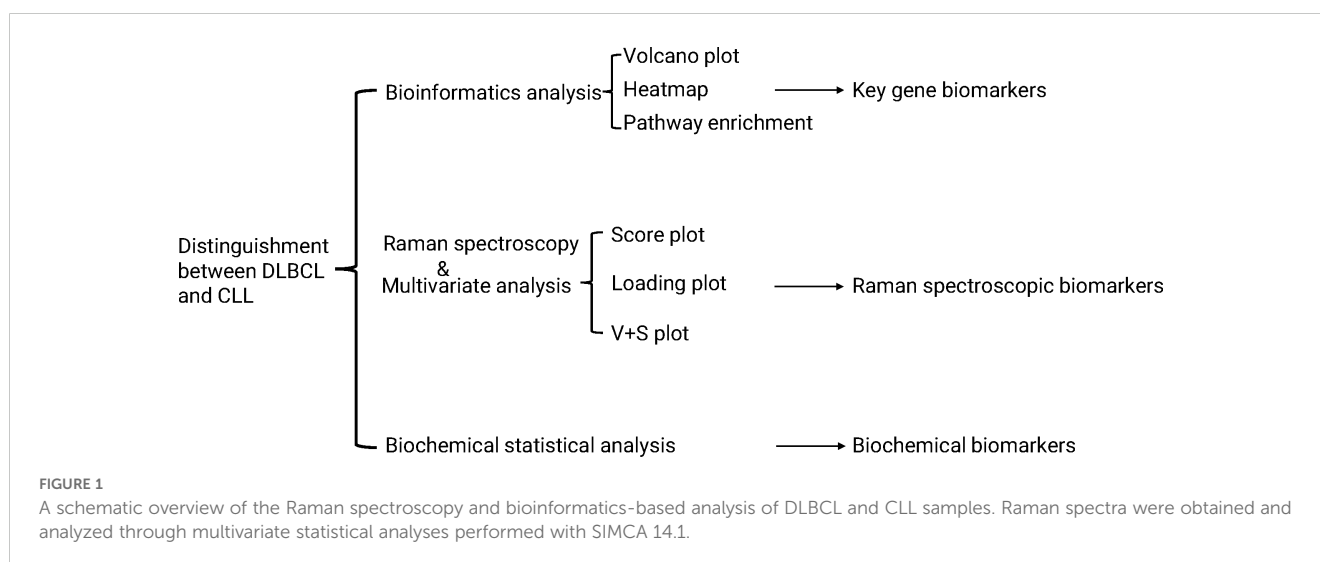 Volcano plot
Bioinformatics analysis
Heatmap
Key gene biomarkers
Pathway enrichment
Distinguishment
between DLBCL
and CLL
Raman spectroscopy
&
Multivariate analysis
Score plot
Loading plot
V+S plot
Raman spectroscopic biomarkers
Biochemical statistical analysis
Biochemical biomarkers
FIGURE 1
A schematic overview of the Raman spectroscopy and bioinformatics-based analysis of DLBCL and CLL samples. Raman spectra were obtained and
analyzed through multivariate statistical analyses performed with SIMCA 14.1.